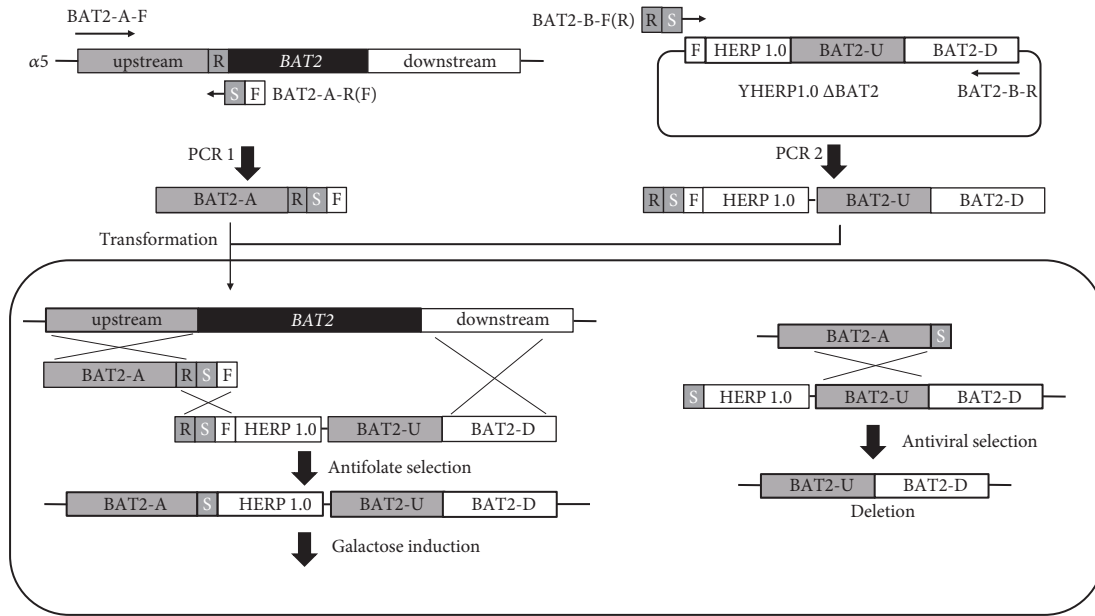 BAT2-A-F
α5 upstream R BAT2 downstream
S F BAT2-A-R(F)
PCR 1
BAT2-A R S F
BAT2-B-F(R) R S
F HERP 1.0 BAT2-U BAT2-D
YHERP1.0 ΔBAT2 BAT2-B-R
PCR 2
R S F HERP 1.0 BAT2-U BAT2-D
Transformation
upstream BAT2 downstream
BAT2-A R S F
R S F HERP 1.0 BAT2-U BAT2-D
Antifolate selection
BAT2-A S HERP 1.0 BAT2-U BAT2-D
Galactose induction
BAT2-A S
S HERP 1.0 BAT2-U BAT2-D
Antiviral selection
BAT2-U BAT2-D
Deletion